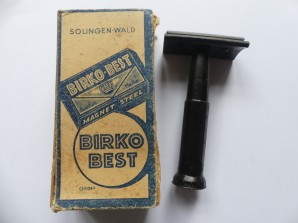 SOLINGEN-WALD
BIRKO-BEST
MAGNET STEEL
BIRKO
BEST